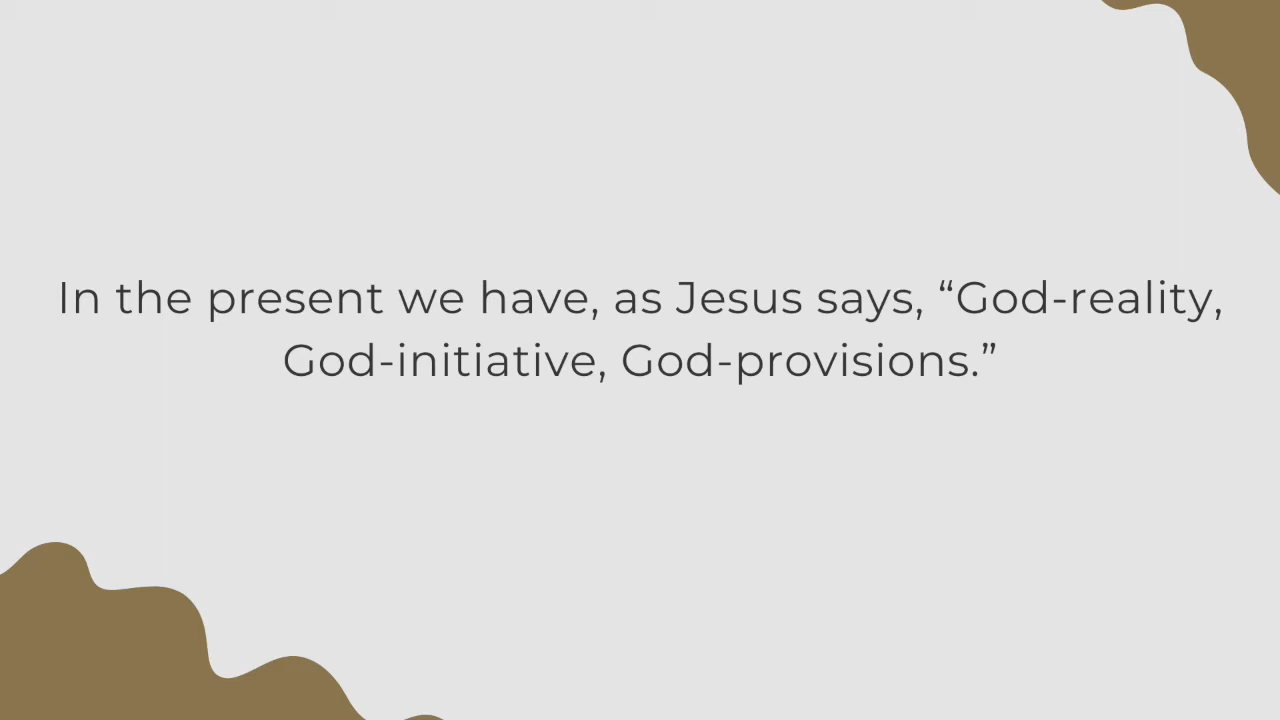 In the present we have, as Jesus says, “God-reality,
God-initiative, God-provisions.”